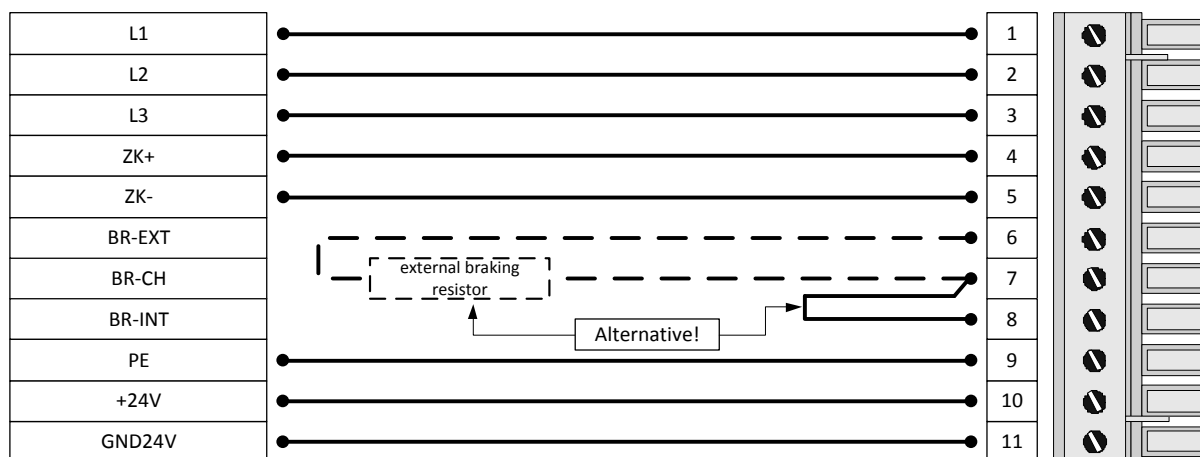 L1 1
L2 2
L3 3
ZK+ 4
ZK- 5
BR-EXT 6
external braking
BR-CH 7
resistor
BR-INT 8
Alternative!
PE 9
+24V 10
GND24V 11